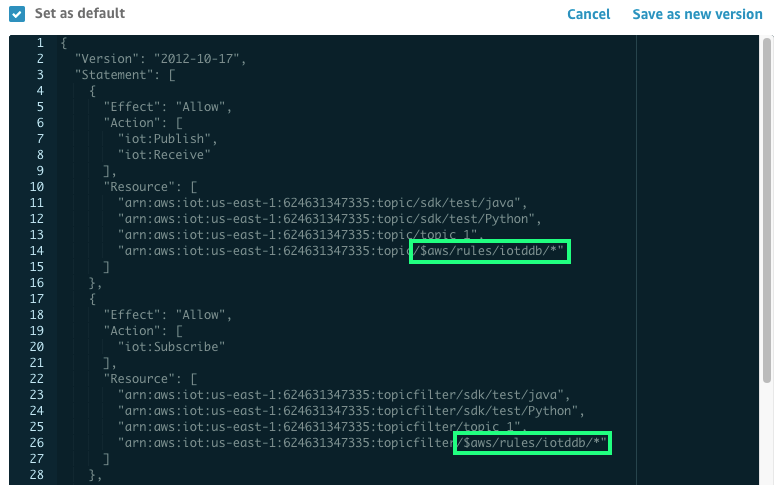 Set as default
Cancel
Save as new version
1 {
2 "Version": "2012-10-17",
3 "Statement": [
4 {
5 "Effect": "Allow",
6 "Action": [
7 "iot:Publish",
8 "iot:Receive"
9 ],
10 "Resource": [
11 "arn:aws:iot:us-east-1:624631347335:topic/sdk/test/java",
12 "arn:aws:iot:us-east-1:624631347335:topic/sdk/test/Python",
13 "arn:aws:iot:us-east-1:624631347335:topic/topic_1",
14 "arn:aws:iot:us-east-1:624631347335:topic/$aws/rules/iotddb/*"
15 ]
16 },
17 {
18 "Effect": "Allow",
19 "Action": [
20 "iot:Subscribe"
21 ],
22 "Resource": [
23 "arn:aws:iot:us-east-1:624631347335:topicfilter/sdk/test/java",
24 "arn:aws:iot:us-east-1:624631347335:topicfilter/sdk/test/Python",
25 "arn:aws:iot:us-east-1:624631347335:topicfilter/topic_1",
26 "arn:aws:iot:us-east-1:624631347335:topicfilter/$aws/rules/iotddb/*"
27 ]
28 },